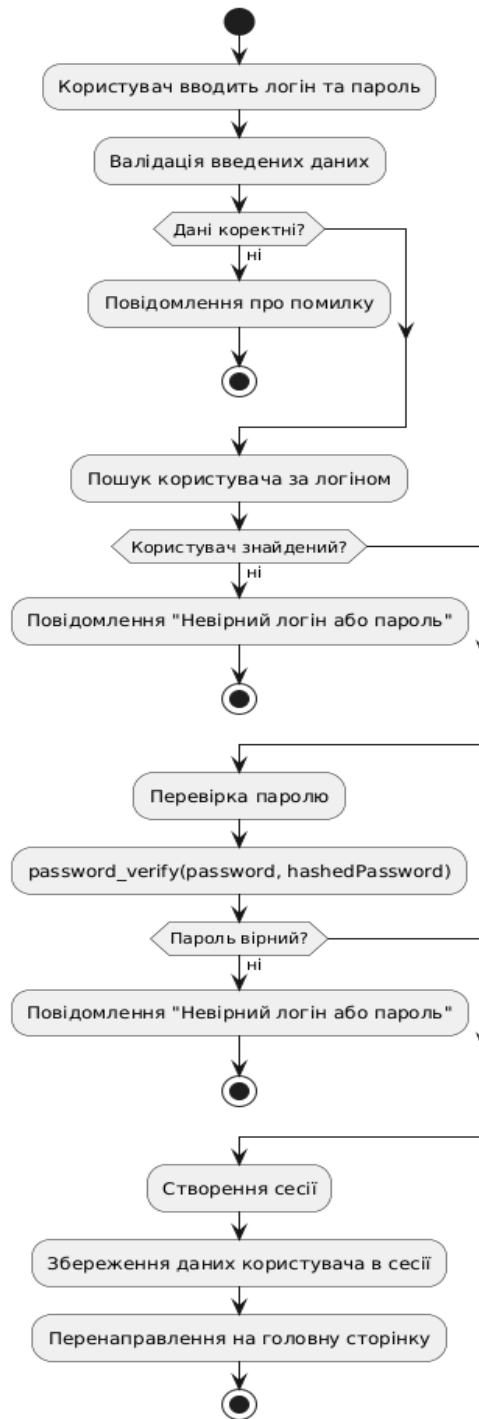 Користувач вводить логін та пароль
Валідація введених даних
Дані коректні?
ні
Повідомлення про помилку
Пошук користувача за логіном
Користувач знайдений?
ні
Повідомлення "Невірний логін або пароль"
Перевірка паролю
password_verify(password, hashedPassword)
Пароль вірний?
ні
Повідомлення "Невірний логін або пароль"
Створення сесії
Збереження даних користувача в сесії
Перенаправлення на головну сторінку